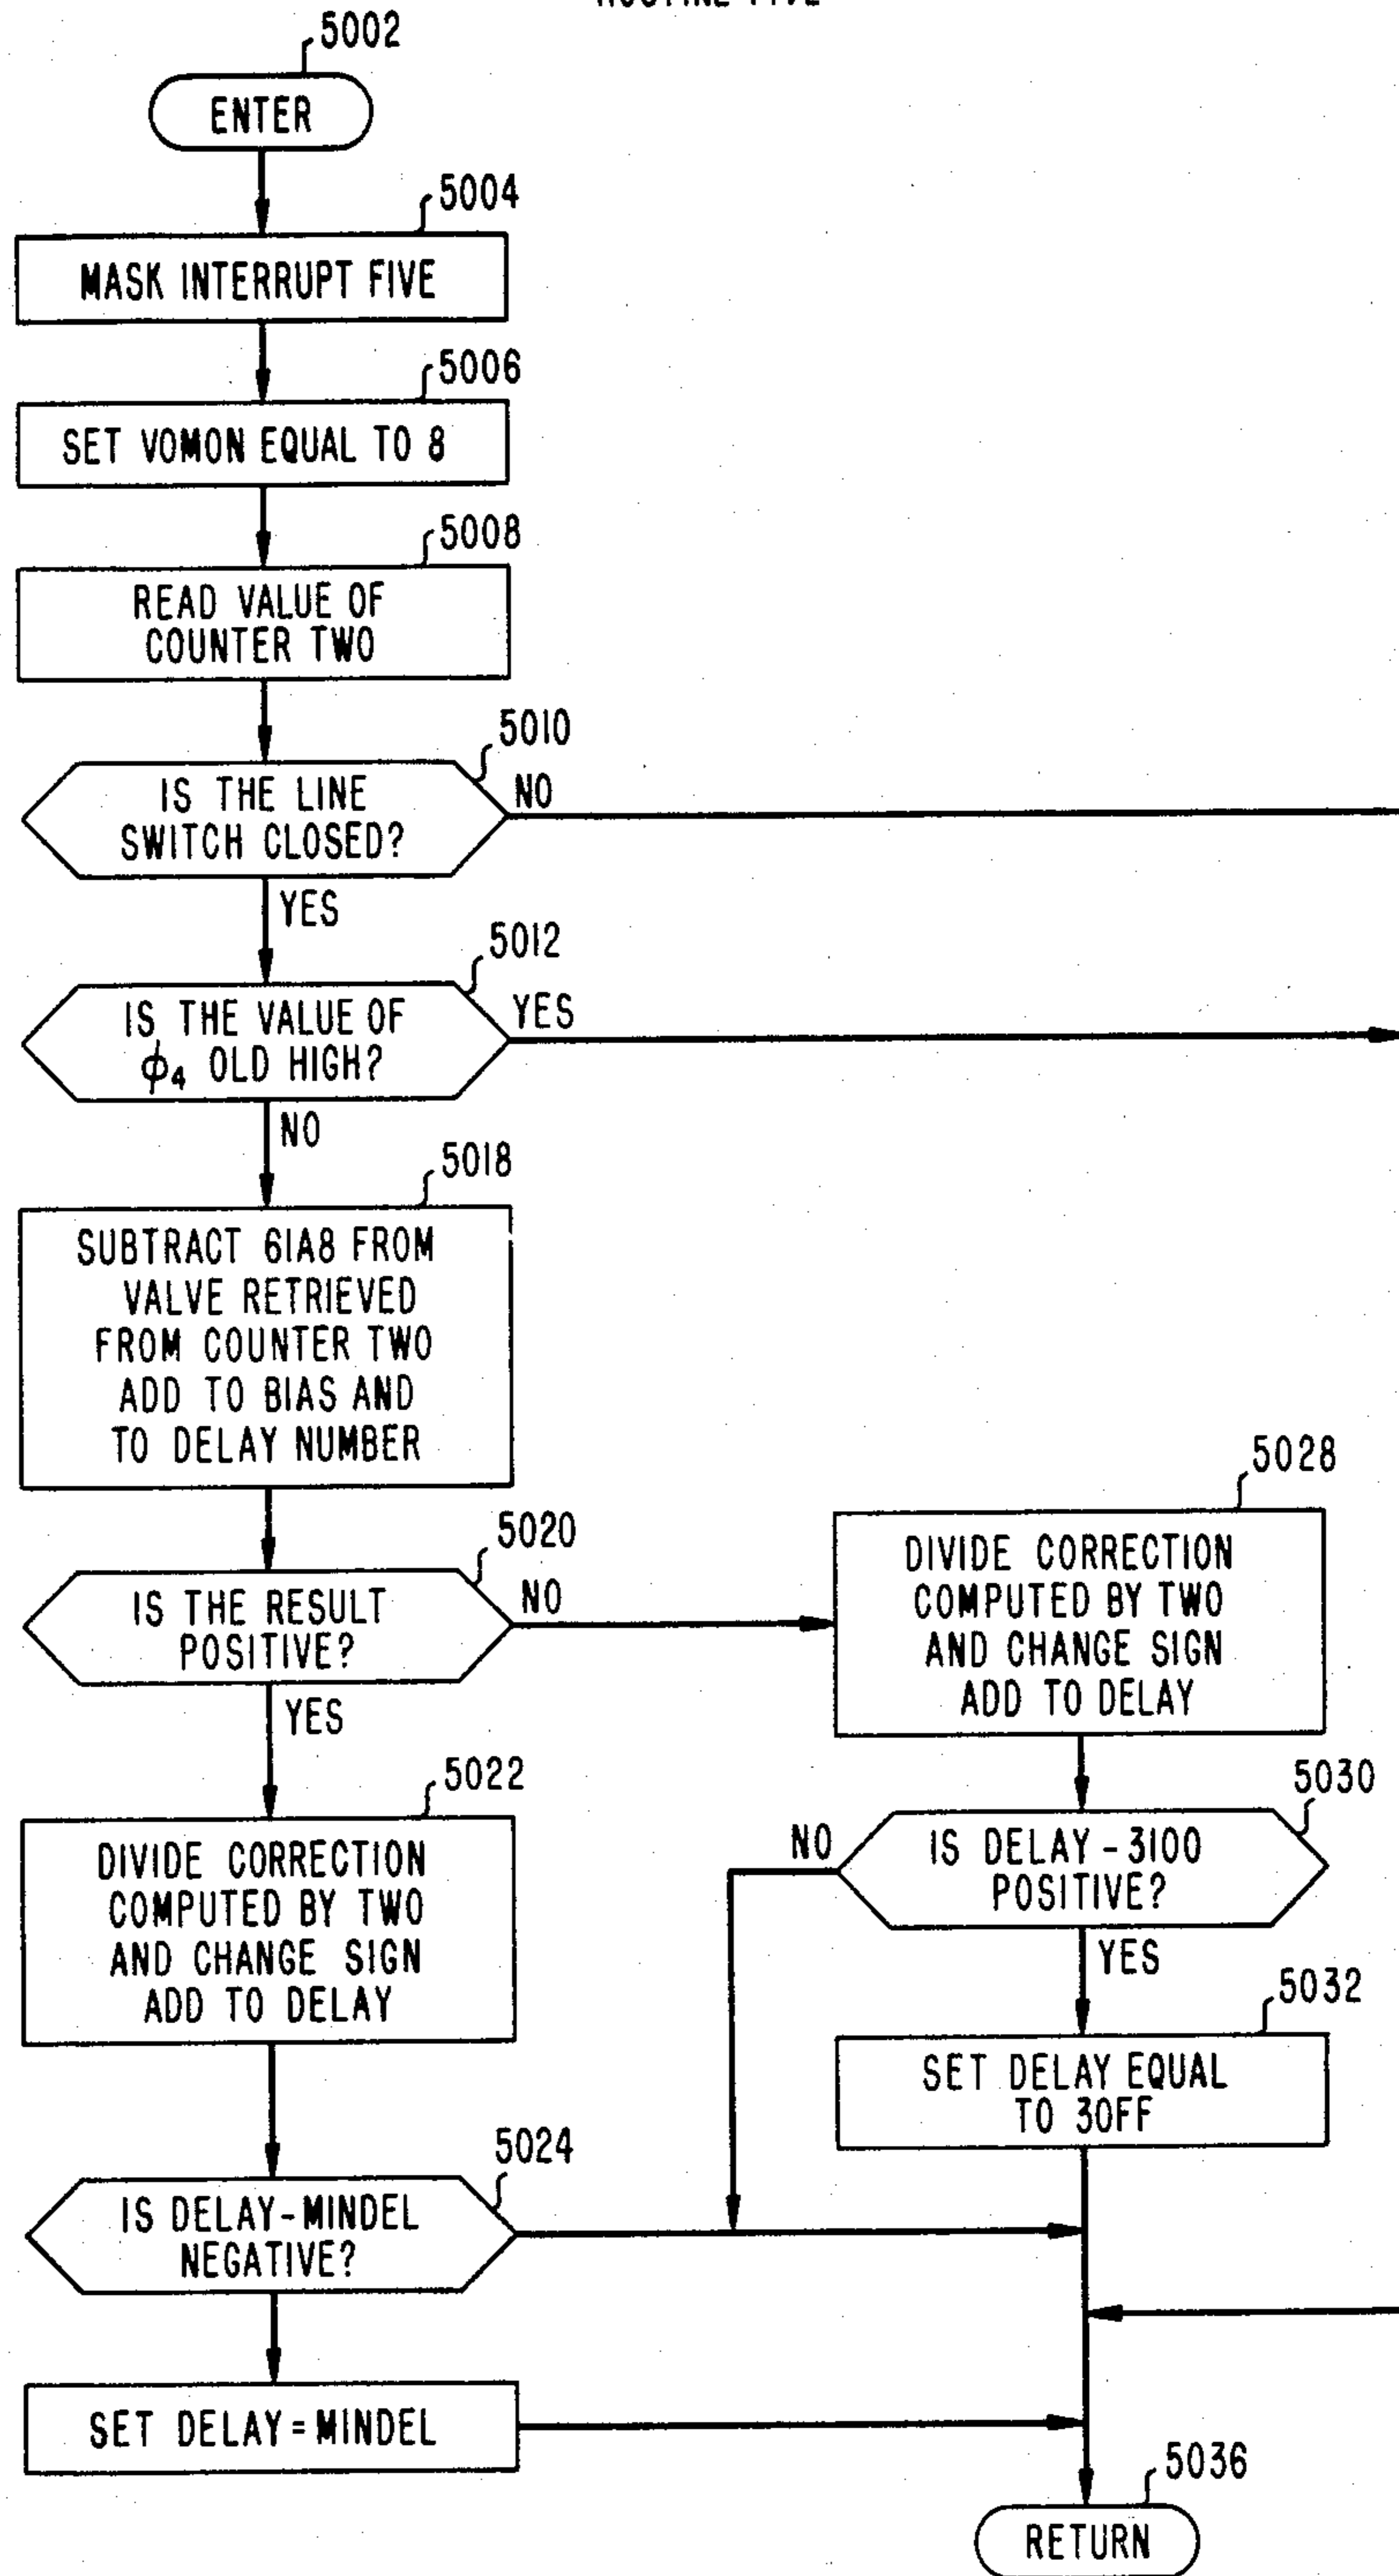 ROUTINE FIVE
5002
ENTER
5004
MASK INTERRUPT FIVE
5006
SET VOMON EQUAL TO 8
5008
READ VALUE OF
COUNTER TWO
5010
IS THE LINE
SWITCH CLOSED?
NO
YES
5012
IS THE VALUE OF
ϕ₄ OLD HIGH?
YES
NO
5018
SUBTRACT 61A8 FROM
VALVE RETRIEVED
FROM COUNTER TWO
ADD TO BIAS AND
TO DELAY NUMBER
5020
IS THE RESULT
POSITIVE?
NO
YES
5028
DIVIDE CORRECTION
COMPUTED BY TWO
AND CHANGE SIGN
ADD TO DELAY
5022
DIVIDE CORRECTION
COMPUTED BY TWO
AND CHANGE SIGN
ADD TO DELAY
5030
IS DELAY-3100
POSITIVE?
NO
YES
5032
SET DELAY EQUAL
TO 30FF
5024
IS DELAY-MINDEL
NEGATIVE?
SET DELAY=MINDEL
5036
RETURN